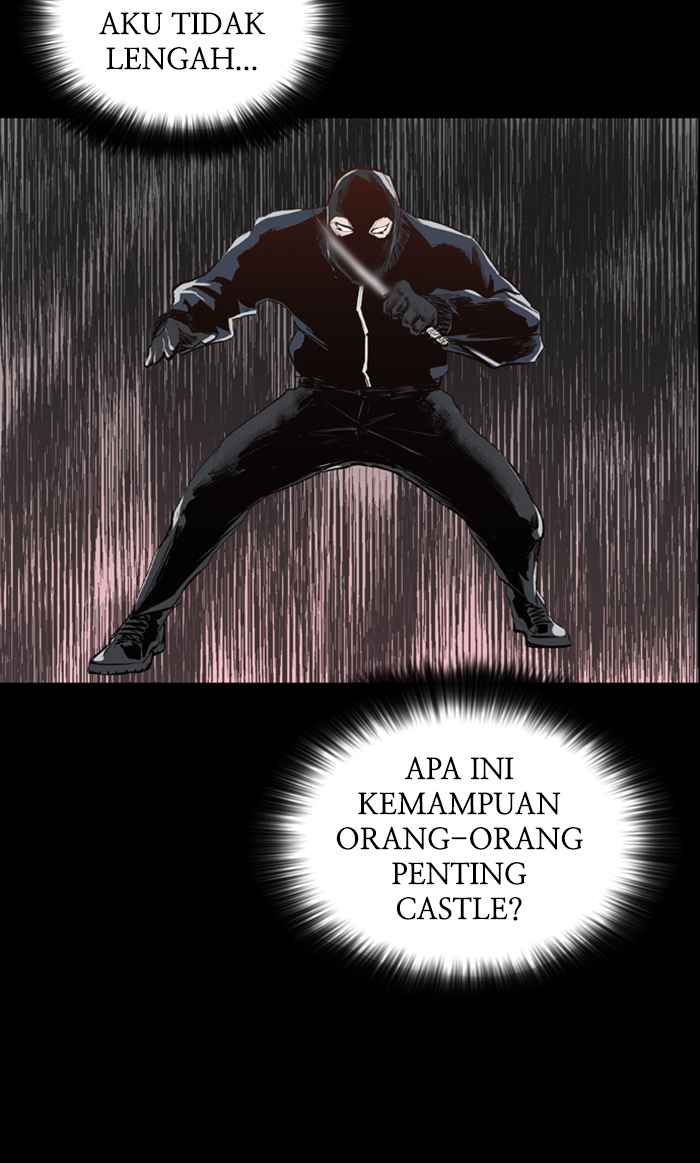 AKU TIDAK
LENGAH...
APA INI
KEMAMPUAN
ORANG-ORANG
PENTING
CASTLE?